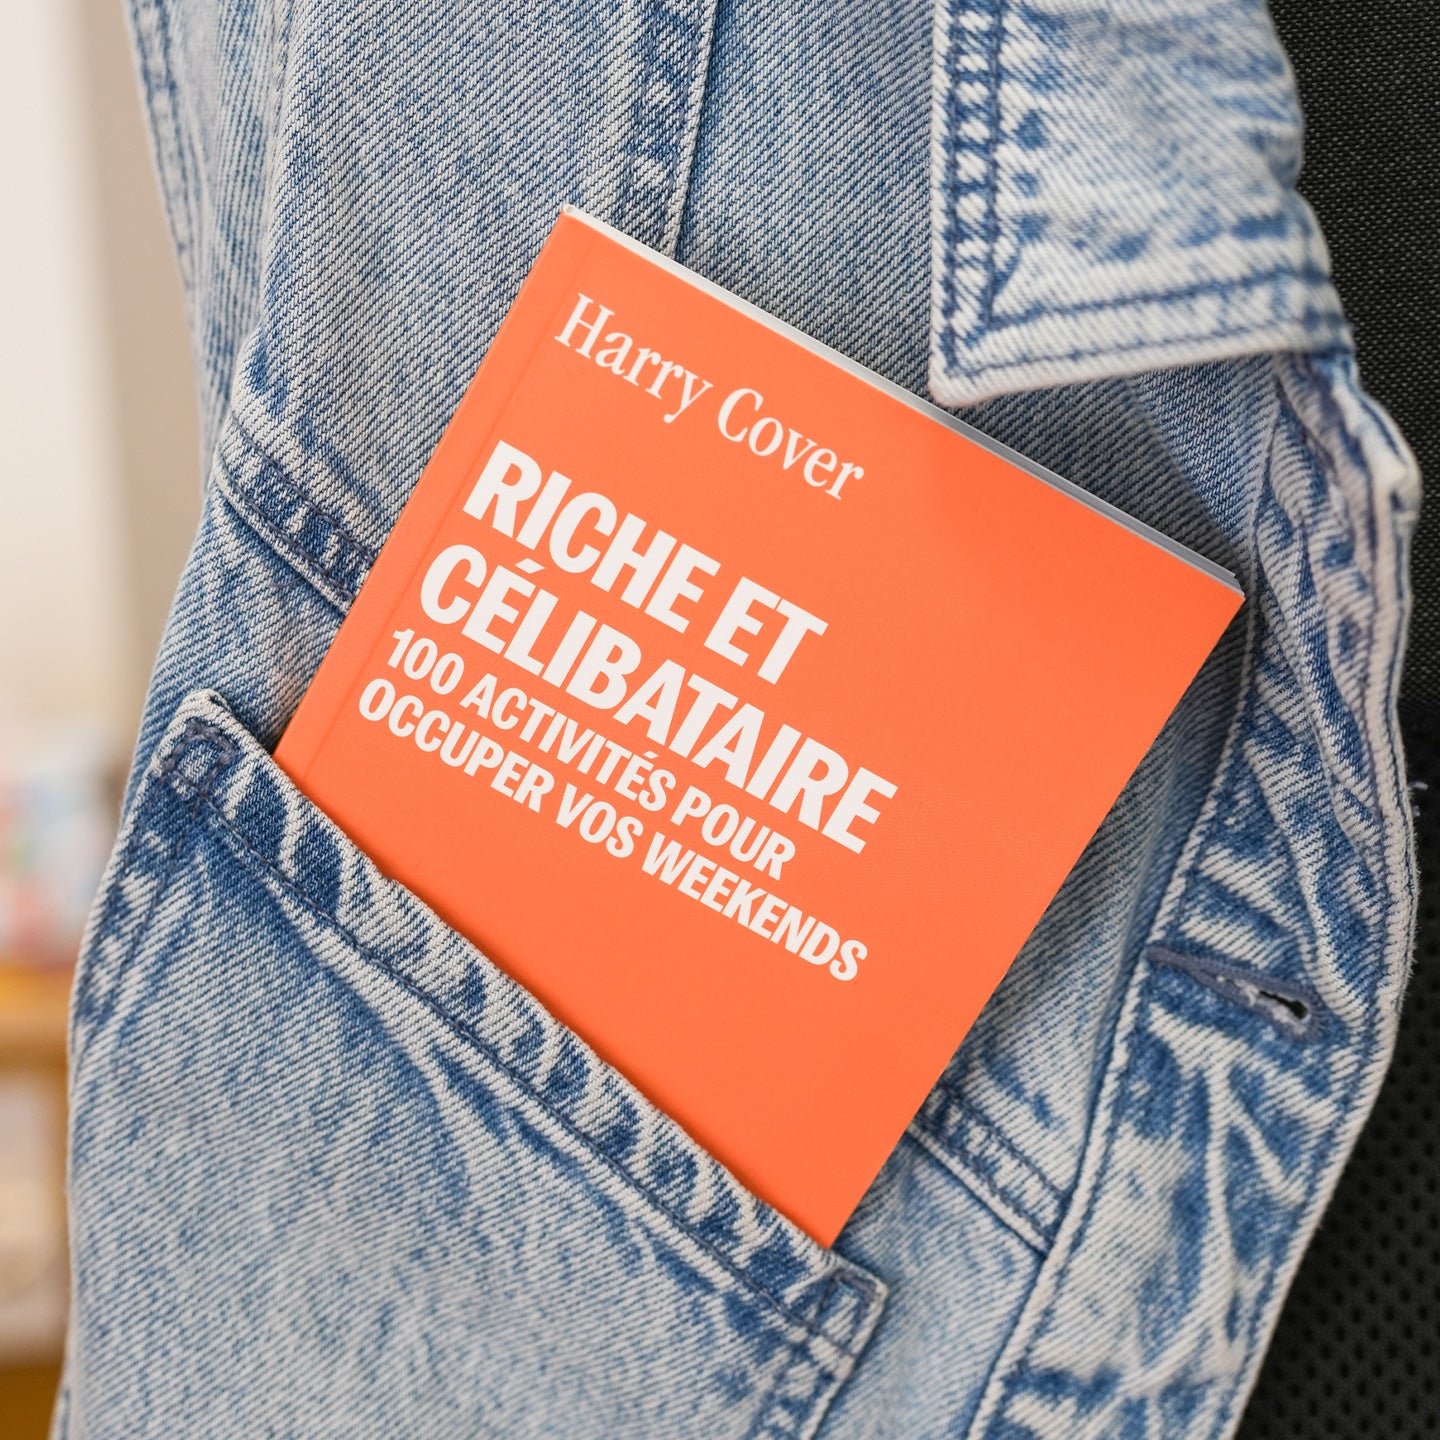 Harry Cover
RICHE ET
CÉLIBATAIRE
100 ACTIVITÉS POUR
OCCUPER VOS WEEKENDS